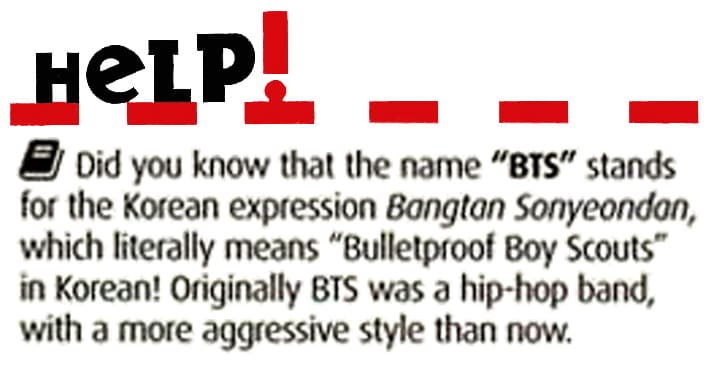 HeLP!
Did you know that the name “BTS” stands
for the Korean expression Bangtan Sonyeondan,
which literally means “Bulletproof Boy Scouts”
in Korean! Originally BTS was a hip-hop band,
with a more aggressive style than now.